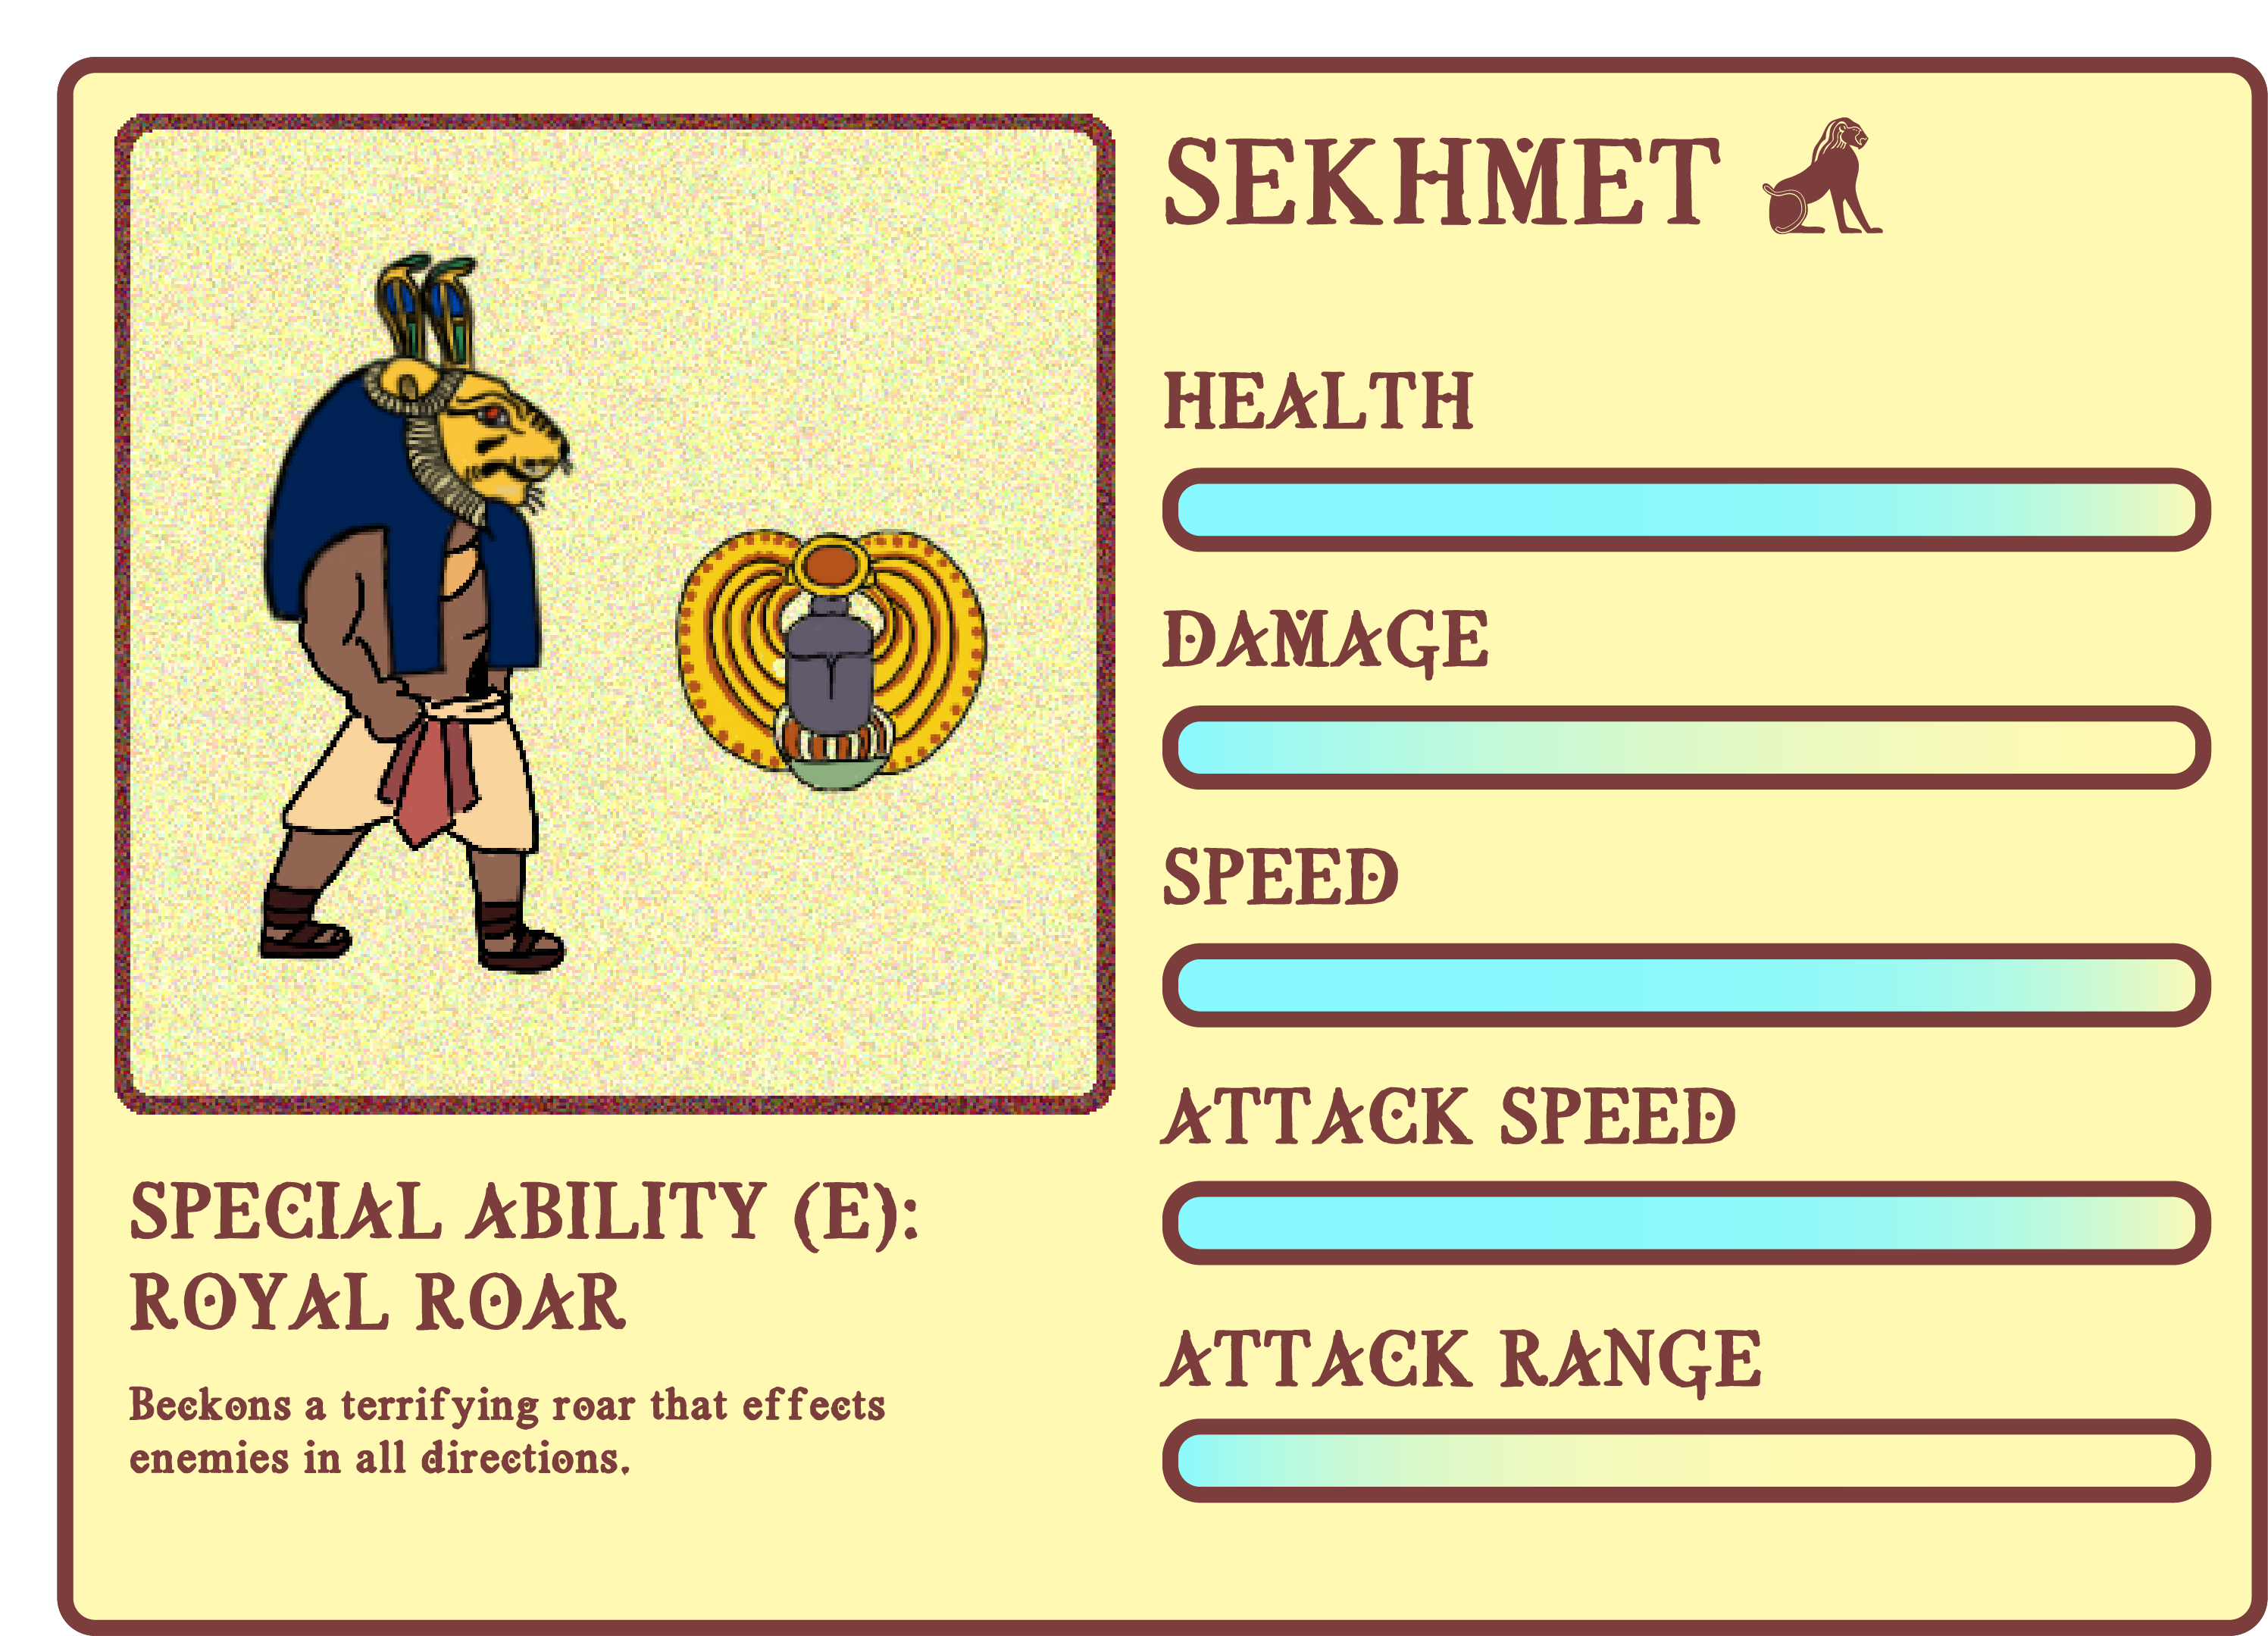 SEKHMET
HEALTH
DAMAGE
SPEED
ATTACK SPEED
ATTACK RANGE
SPECIAL ABILITY (E):
ROYAL ROAR
Beckons a terrifying roar that effects
enemies in all directions.